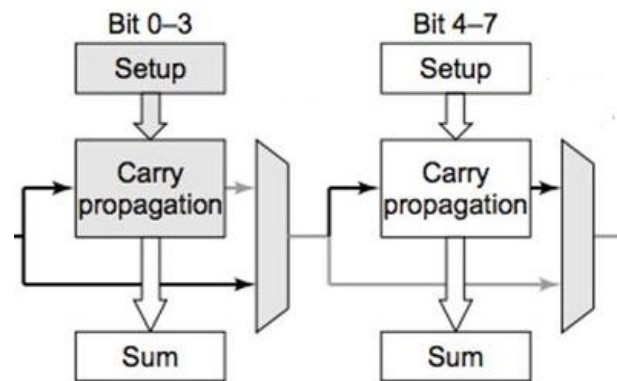 Bit 0–3
Bit 4–7
Setup
Setup
Carry
propagation
Carry
propagation
Sum
Sum